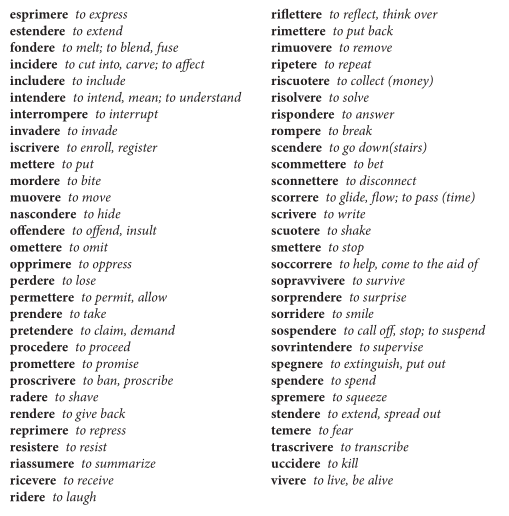 esprimere to express
estendere to extend
fondere to melt; to blend, fuse
incidere to cut into, carve; to affect
includere to include
intendere to intend, mean; to understand
interrompere to interrupt
invadere to invade
iscrivere to enroll, register
mettere to put
mordere to bite
muovere to move
nascondere to hide
offendere to offend, insult
omettere to omit
opprimere to oppress
perdere to lose
permettere to permit, allow
prendere to take
pretendere to claim, demand
procedere to proceed
promettere to promise
proscrivere to ban, proscribe
radere to shave
rendere to give back
reprimere to repress
resistere to resist
riassumere to summarize
ricevere to receive
ridere to laugh
riflettere to reflect, think over
rimettere to put back
rimuovere to remove
ripetere to repeat
riscuotere to collect (money)
risolvere to solve
rispondere to answer
rompere to break
scendere to go down(stairs)
scommettere to bet
sconnettere to disconnect
scorrere to glide, flow; to pass (time)
scrivere to write
scuotere to shake
smettere to stop
soccorrere to help, come to the aid of
sopravvivere to survive
sorprendere to surprise
sorridere to smile
sospendere to call off, stop; to suspend
sovrintendere to supervise
spegnere to extinguish, put out
spendere to spend
spremere to squeeze
stendere to extend, spread out
temere to fear
trascrivere to transcribe
uccidere to kill
vivere to live, be alive